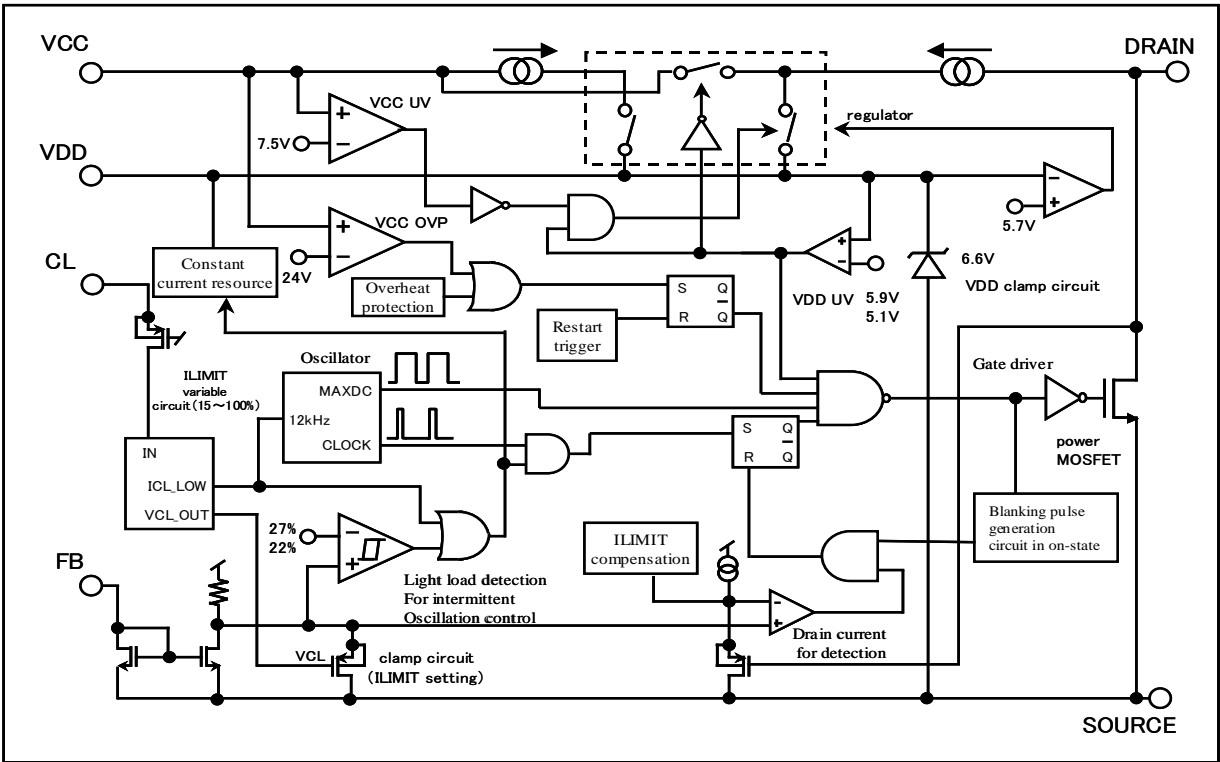 VCC
DRAIN
VCC UV
7.5V
regulator
VDD
VCC OVP
5.7V
CL
Constant
current resource
24V
Overheat
protection
S Q
R Q
VDD UV
5.9V
5.1V
6.6V
VDD clamp circuit
Restart
trigger
ILIMIT
variable
circuit(15～100%)
Oscillator
MAXDC
12kHz
CLOCK
Gate driver
power
MOSFET
S Q
R Q
IN
ICL_LOW
VCL_OUT
27%
22%
Light load detection
For intermittent
Oscillation control
ILIMIT
compensation
Blanking pulse
generation
circuit in on-state
FB
Drain current
for detection
VCL
clamp circuit
(ILIMIT setting)
SOURCE